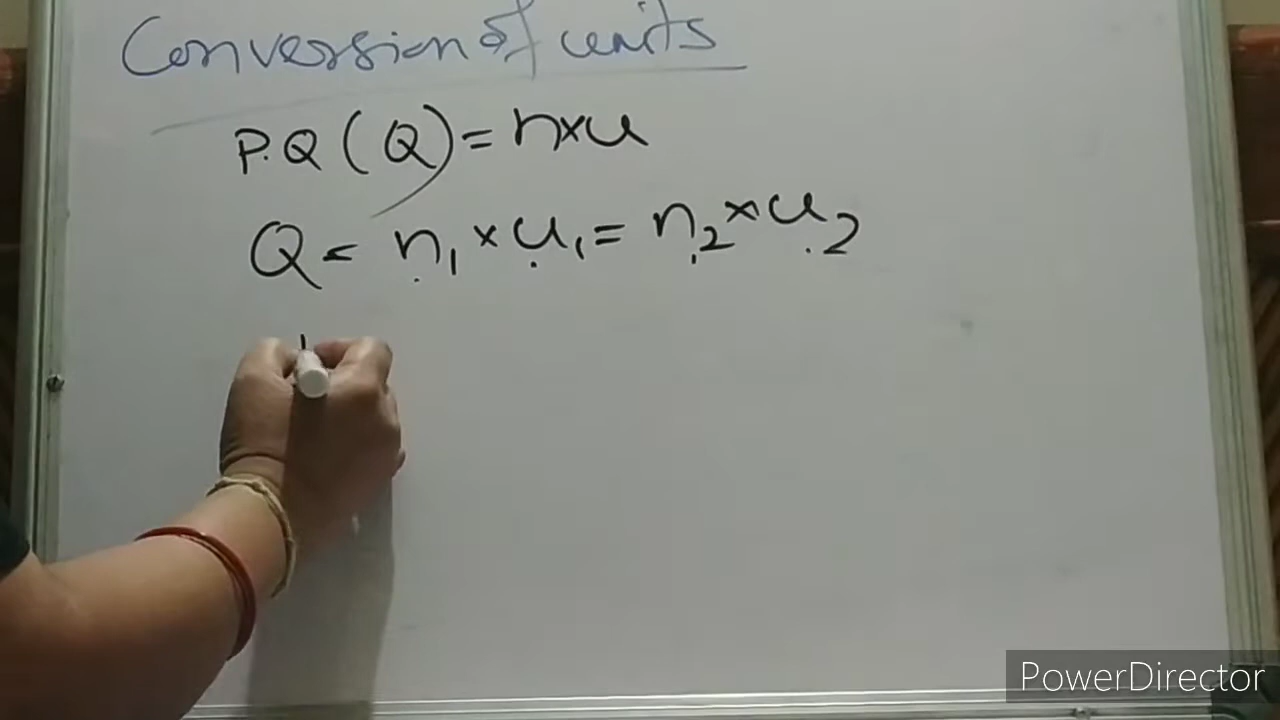 Conversion of units
P.Q (Q) = n×u
Q = n₁ × u₁ = n₂ × u₂
PowerDirector